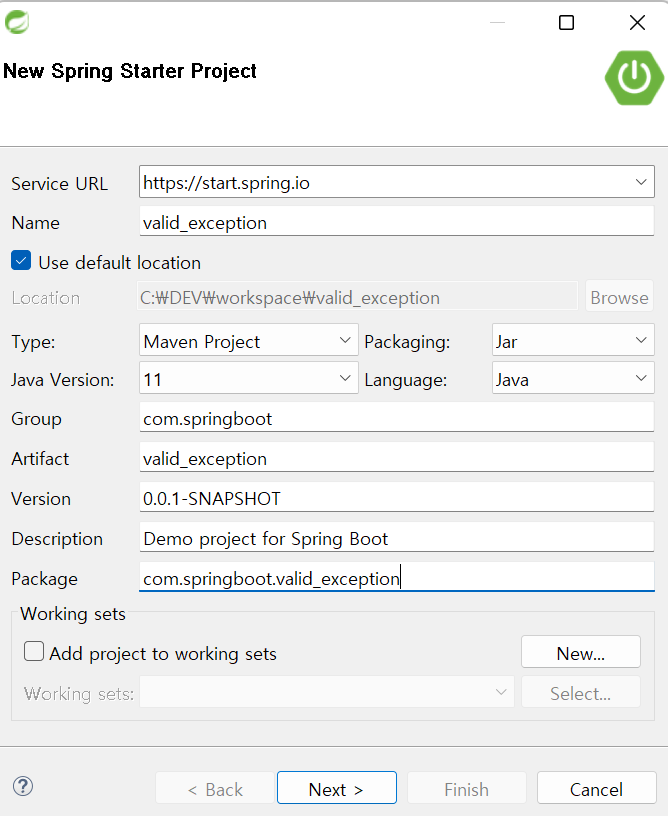 New Spring Starter Project
Service URL https://start.spring.io
Name valid_exception
Use default location
Location C:₩DEV₩workspace₩valid_exception Browse
Type: Maven Project Packaging: Jar
Java Version: 11 Language: Java
Group com.springboot
Artifact valid_exception
Version 0.0.1-SNAPSHOT
Description Demo project for Spring Boot
Package com.springboot.valid_exception
Working sets
Add project to working sets New...
Working sets: Select...
? < Back Next > Finish Cancel